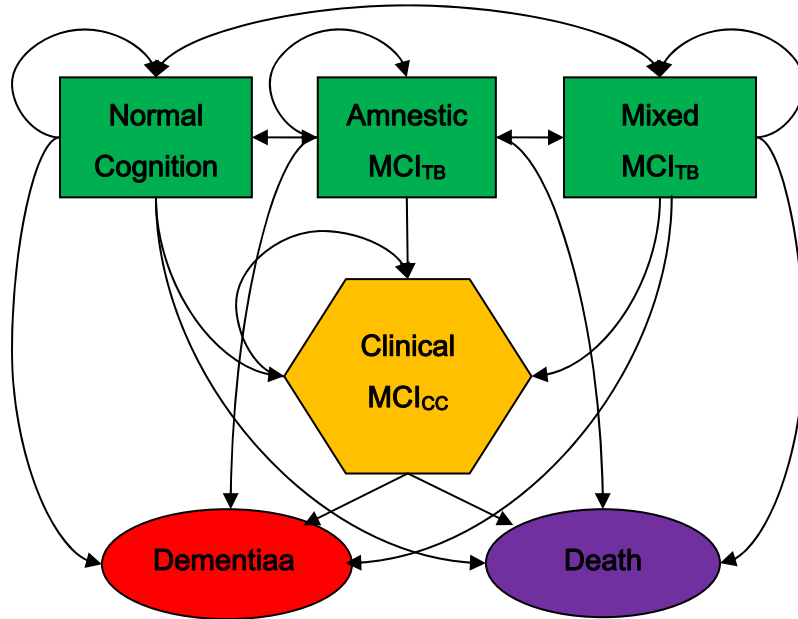 Normal
Cognition
Amnestic
MCITB
Mixed
MCITB
Clinical
MCICC
Dementiaa
Death